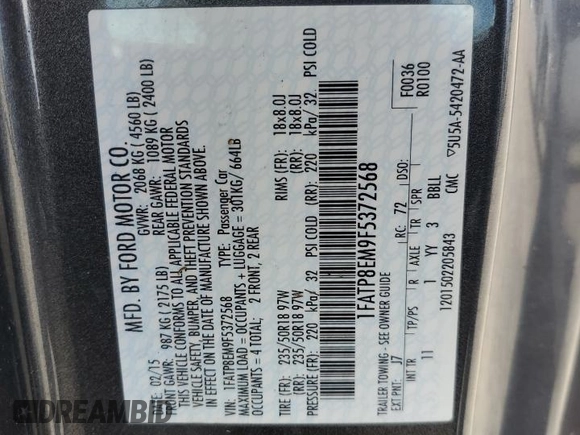 MFD. BY FORD MOTOR CO.
DATE: 02/15 GVWR: 2068 KG ( 4560 LB)
FRONT GAWR: 987 KG ( 2175 LB) REAR GAWR: 1089 KG ( 2400 LB)
THIS VEHICLE CONFORMS TO ALL APPLICABLE FEDERAL MOTOR
VEHICLE SAFETY, BUMPER, AND THEFT PREVENTION STANDARDS
IN EFFECT ON THE DATE OF MANUFACTURE SHOWN ABOVE.
VIN: 1FATP8EM9F5372568 TYPE: Passenger Car
MAXIMUM LOAD = OCCUPANTS + LUGGAGE = 301KG/ 664LB
OCCUPANTS = 4 TOTAL; 2 FRONT, 2 REAR
TIRE (FR): 235/50R18 97W RIMS (FR): 18x8.0J
(RR): 235/50R18 97W (RR): 18x8.0J
PRESSURE (FR): 220 kPa/ 32 PSI COLD (RR): 220 kPa/ 32 PSI COLD
1FATP8EM9F5372568
F0036
R0100
TRAILER TOWING - SEE OWNER GUIDE
EXT PNT: J7 RC: 72 DSO:
INT TR TP/PS R AXLE TR SPR
11 1 YY 3 BBLL
1201502205843 CMC ▽5U5A-5420472-AA
DREAMBID